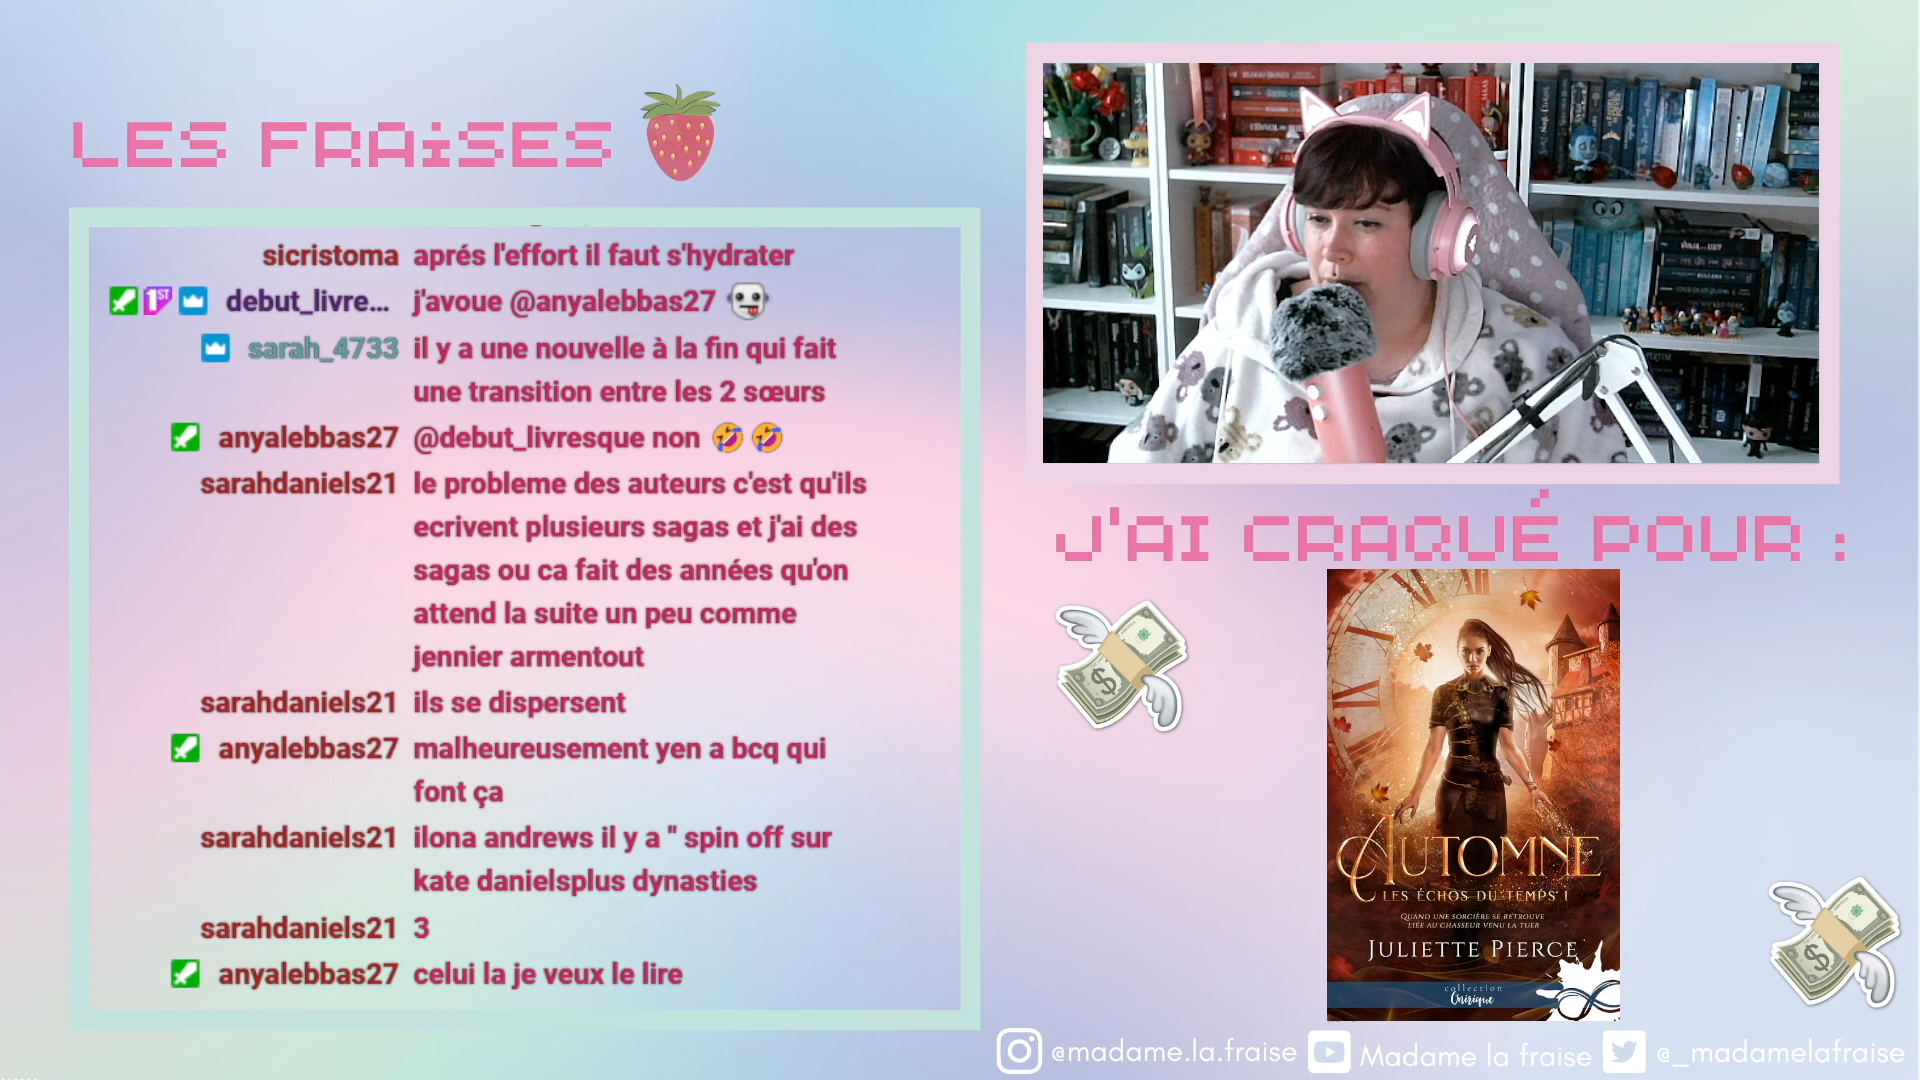 LES FRAiSES
sicristoma aprés l'effort il faut s'hydrater
1ST debut_livre... j'avoue @anyalebbas27
sarah_4733 il y a une nouvelle à la fin qui fait
une transition entre les 2 sœurs
anyalebbas27 @debut_livresque non
sarahdaniels21 le probleme des auteurs c'est qu'ils
ecrivent plusieurs sagas et j'ai des
sagas ou ca fait des années qu'on
attend la suite un peu comme
jennier armentout
sarahdaniels21 ils se dispersent
anyalebbas27 malheureusement yen a bcq qui
font ça
sarahdaniels21 ilona andrews il y a " spin off sur
kate danielsplus dynasties
sarahdaniels21 3
anyalebbas27 celui la je veux le lire
J'AI CRAQUÉ POUR :
AUTOMNE
LES ÉCHOS DU TEMPS I
QUAND UNE SORCIÈRE SE RETROUVE
LIÉE AU CHASSEUR VENU LA TUER
JULIETTE PIERCE
collection
Onirique
@madame.la.fraise Madame la fraise @_madamelafraise